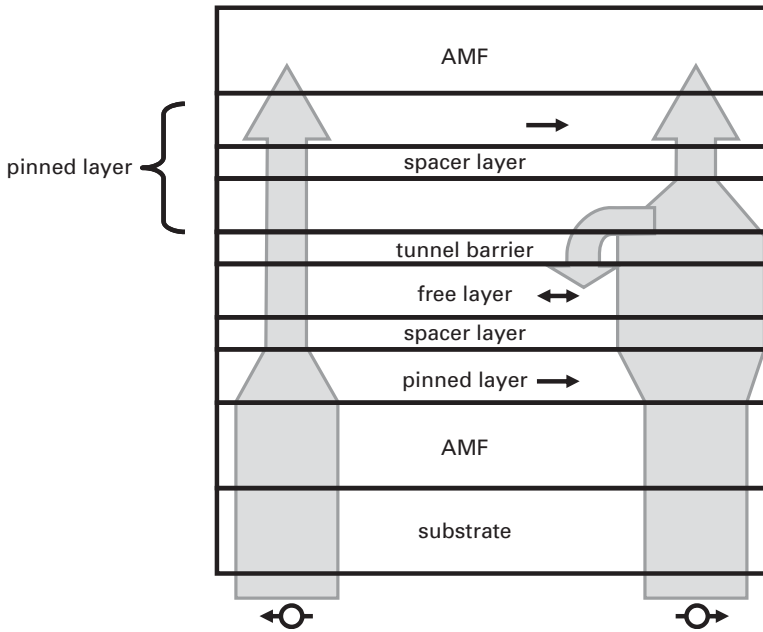 AMF
pinned layer
spacer layer
tunnel barrier
free layer
spacer layer
pinned layer
AMF
substrate